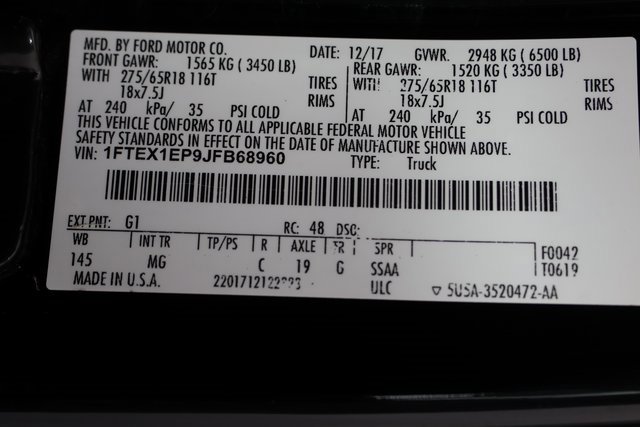 MFD. BY FORD MOTOR CO. DATE: 12/17 GVWR. 2948 KG ( 6500 LB)
FRONT GAWR: 1565 KG ( 3450 LB) REAR GAWR: 1520 KG ( 3350 LB)
WITH 275/65R18 116T TIRES WITH 275/65R18 116T TIRES
18x7.5J RIMS 18x7.5J RIMS
AT 240 kPa/ 35 PSI COLD AT 240 kPa/ 35 PSI COLD
THIS VEHICLE CONFORMS TO ALL APPLICABLE FEDERAL MOTOR VEHICLE
SAFETY STANDARDS IN EFFECT ON THE DATE OF MANUFACTURE SHOWN ABOVE.
VIN: 1FTEX1EP9JFB68960 TYPE: Truck
EXT PNT: G1 RC: 48 DSO:
WB INT TR TP/PS R AXLE TR SPR F0042
145 MG C 19 G SSAA T0619
MADE IN U.S.A. ULC 5U5A-3520472-AA